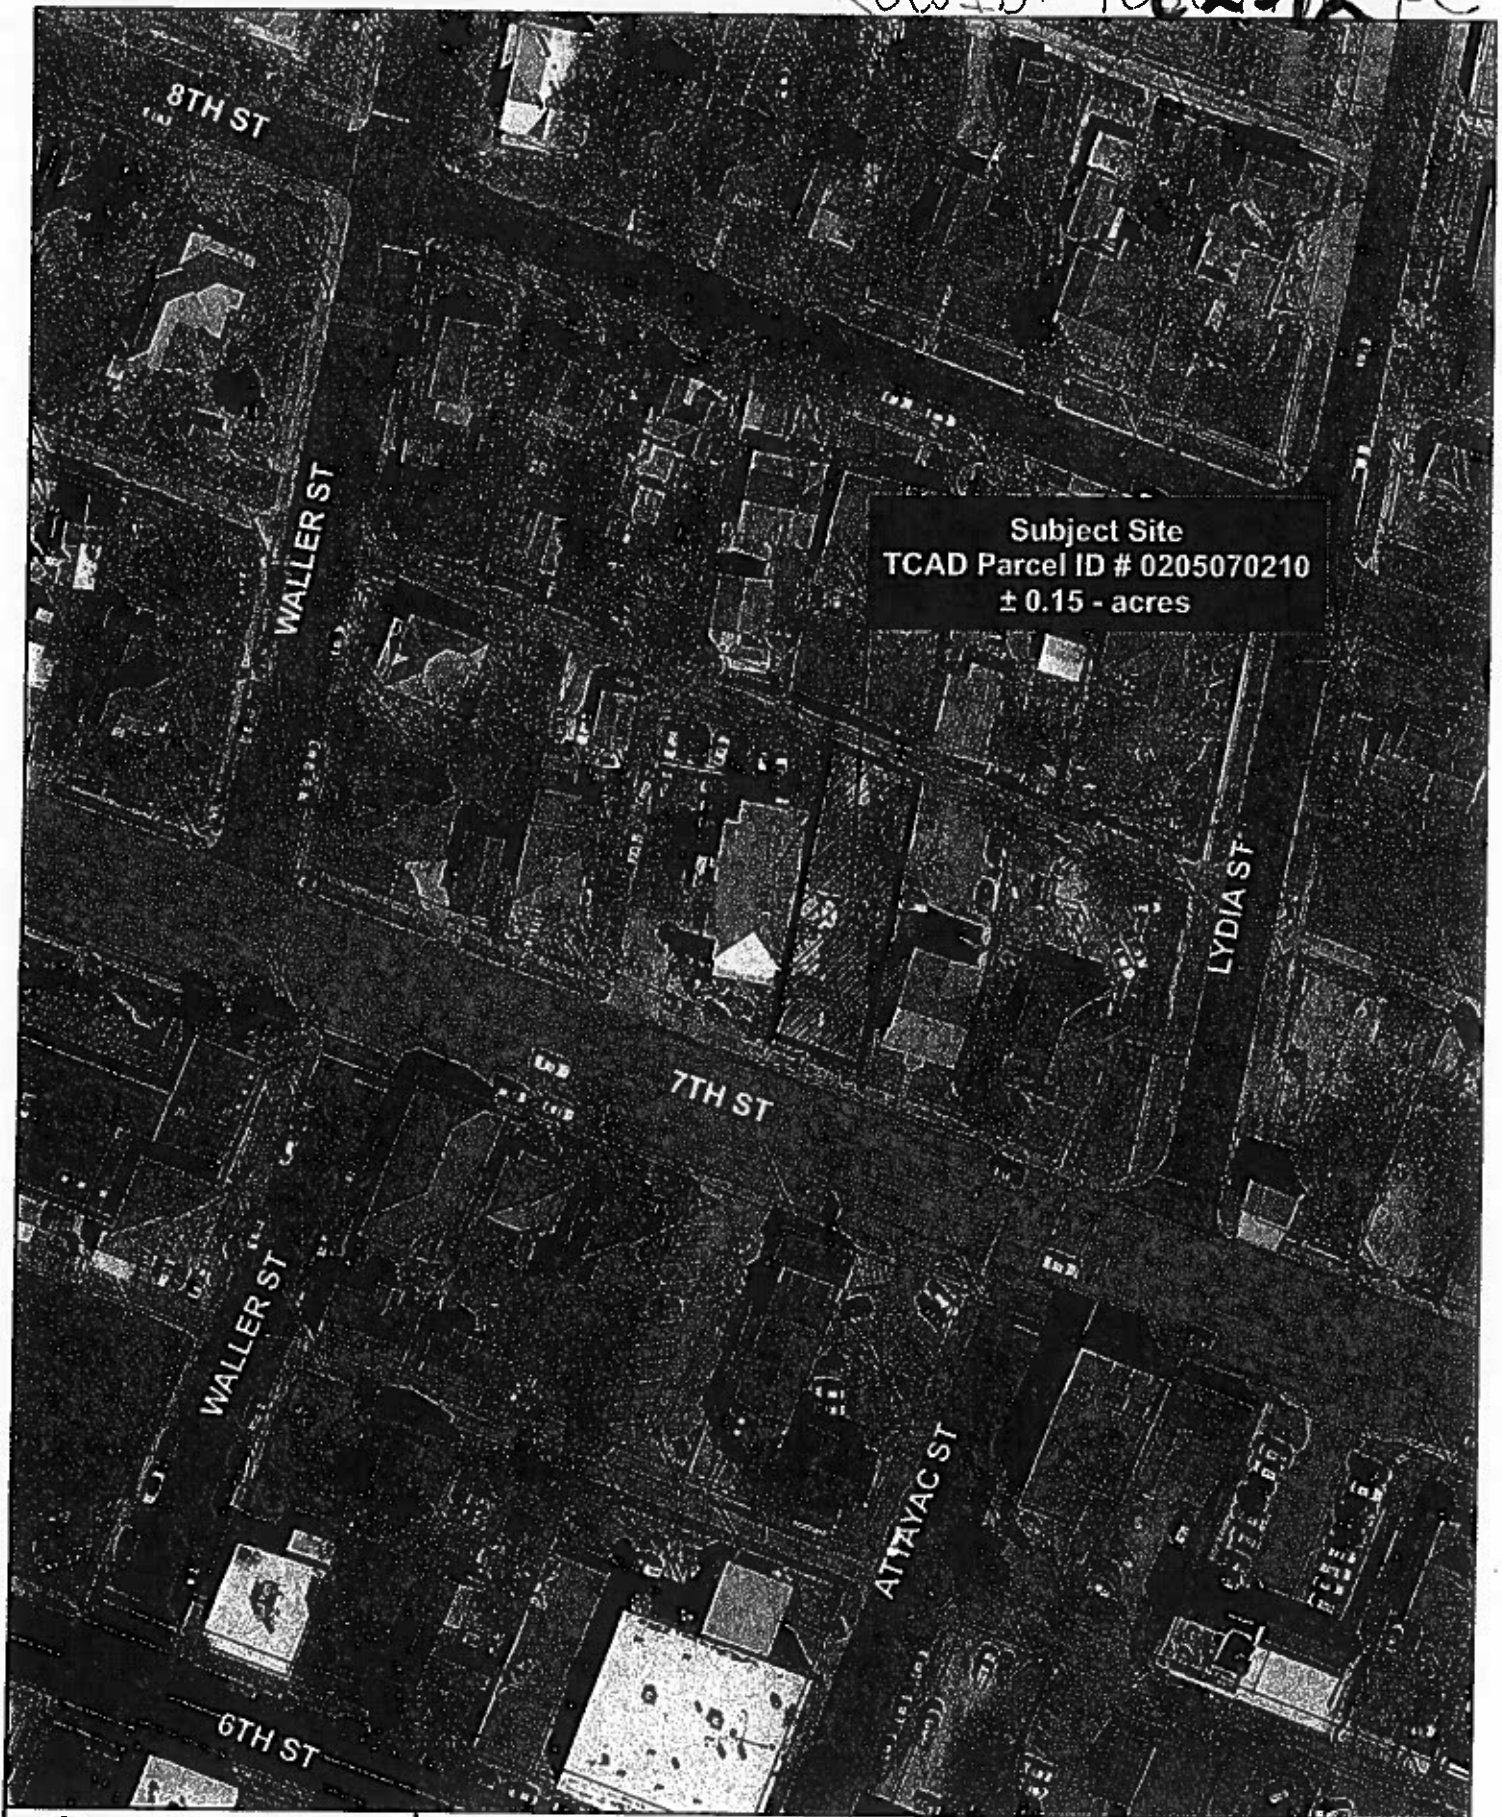 8TH ST
WALLER ST
Subject Site
TCAD Parcel ID # 0205070210
± 0.15 - acres
LYDIA ST
7TH ST
WALLER ST
ATTAYAC ST
6TH ST